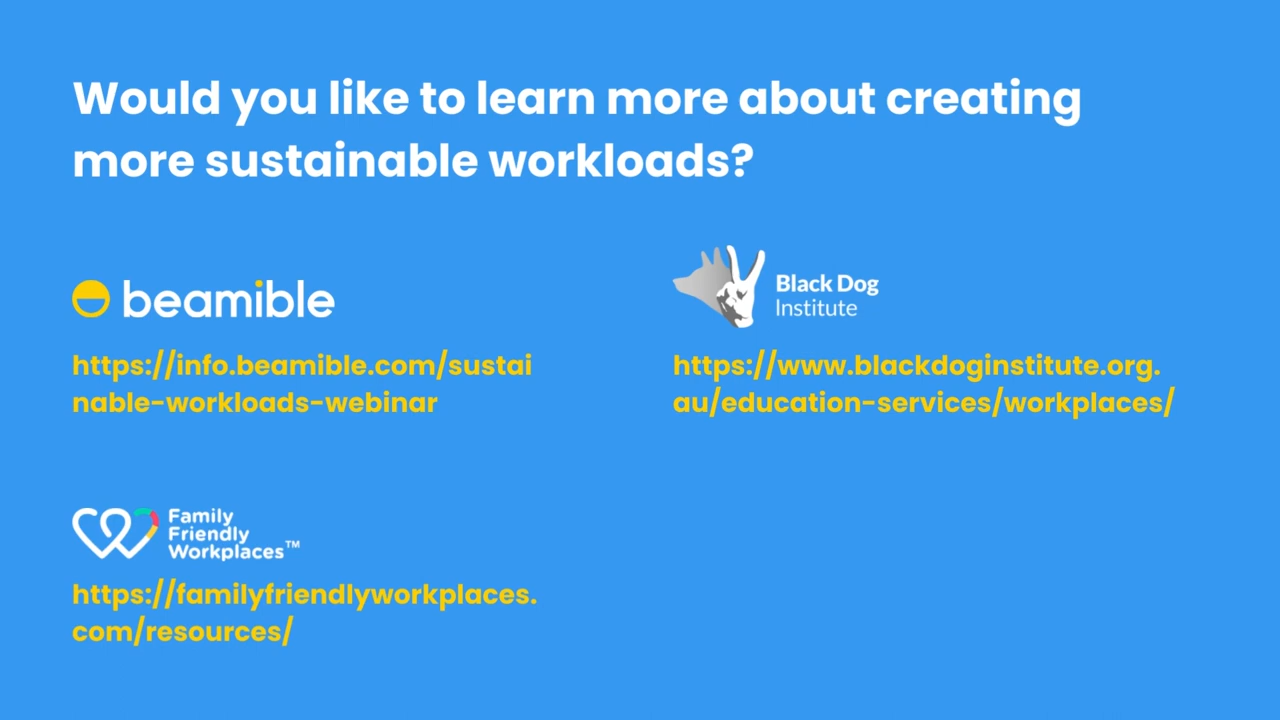 Would you like to learn more about creating
more sustainable workloads?
beamible
https://info.beamible.com/sustai
nable-workloads-webinar
Black Dog
Institute
https://www.blackdoginstitute.org.
au/education-services/workplaces/
Family
Friendly
Workplaces™
https://familyfriendlyworkplaces.
com/resources/